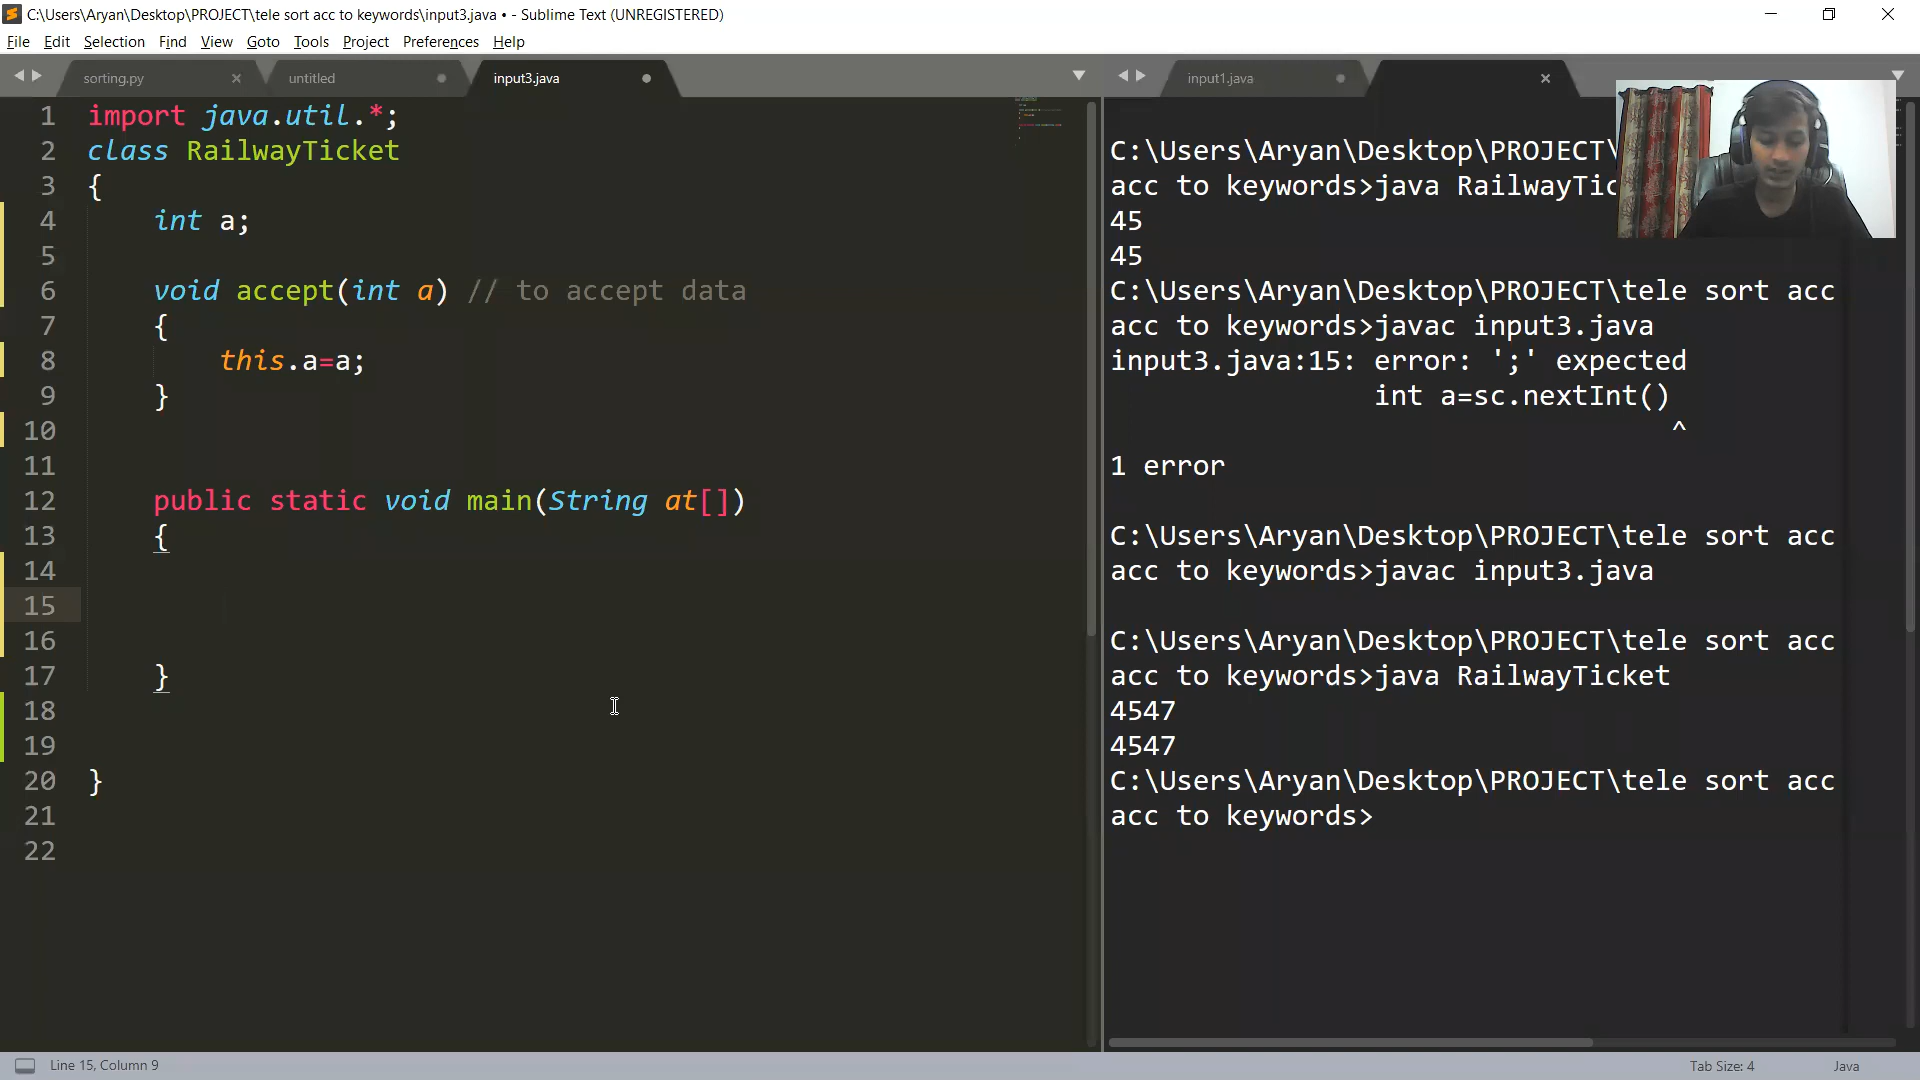 C:\Users\Aryan\Desktop\PROJECT\tele sort acc to keywords\input3.java • - Sublime Text (UNREGISTERED)
File Edit Selection Find View Goto Tools Project Preferences Help
sorting.py untitled input3.java input1.java
1 import java.util.*;
2 class RailwayTicket
3 {
4 int a;
5
6 void accept(int a) // to accept data
7 {
8 this.a=a;
9 }
10
11
12 public static void main(String at[])
13 {
14
15
16
17 }
18
19
20 }
21
22
C:\Users\Aryan\Desktop\PROJECT\
acc to keywords>java RailwayTic
45
45
C:\Users\Aryan\Desktop\PROJECT\tele sort acc
acc to keywords>javac input3.java
input3.java:15: error: ';' expected
int a=sc.nextInt()
^
1 error
C:\Users\Aryan\Desktop\PROJECT\tele sort acc
acc to keywords>javac input3.java
C:\Users\Aryan\Desktop\PROJECT\tele sort acc
acc to keywords>java RailwayTicket
4547
4547
C:\Users\Aryan\Desktop\PROJECT\tele sort acc
acc to keywords>
Line 15, Column 9
Tab Size: 4
Java